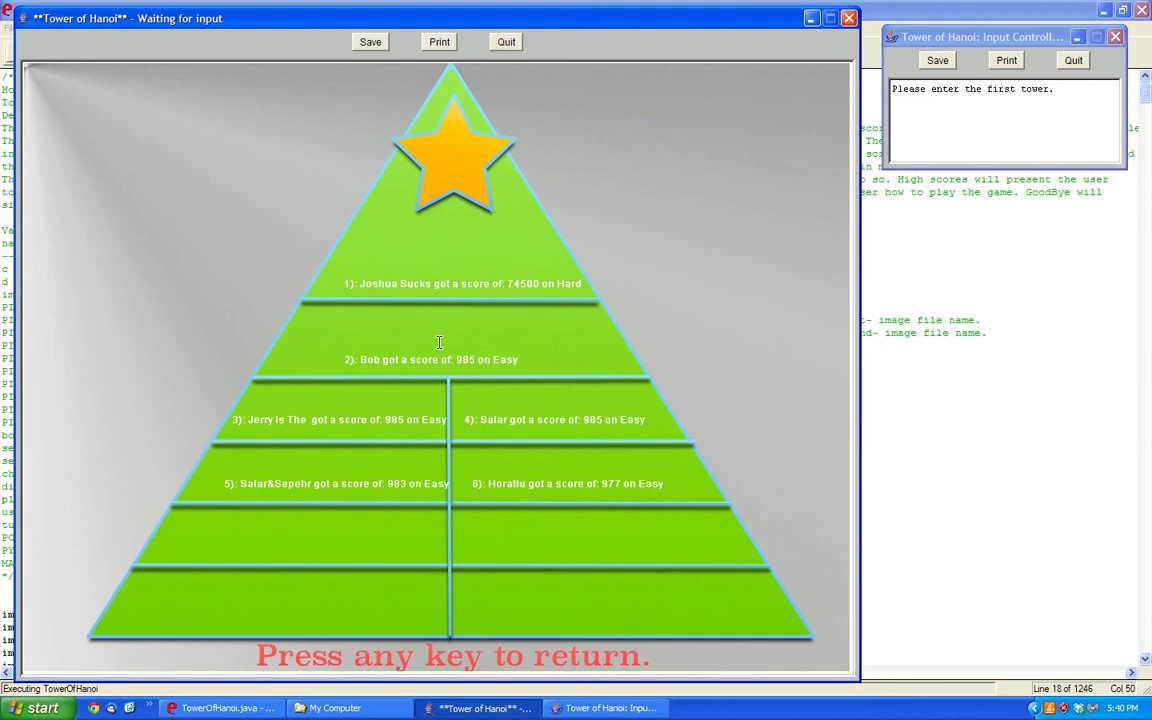 **Tower of Hanoi** - Waiting for input
Save Print Quit
1): Joshua Sucks got a score of: 74500 on Hard
2): Bob got a score of: 985 on Easy
3): Jerry is The  got a score of: 985 on Easy
4): Salar got a score of: 985 on Easy
5): Salar&Sepehr got a score of: 983 on Easy
6): Horatiu got a score of: 977 on Easy
Press any key to return.
Tower of Hanoi: Input Controll...
Save Print Quit
Please enter the first tower.
so. High scores will present the user
ser how to play the game. GoodBye will
t- image file name.
nd- image file name.
Executing TowerOfHanoi
Line 18 of 1246
Col 50
start
TowerOfHanoi.java - ...
My Computer
**Tower of Hanoi** -...
Tower of Hanoi: Inpu...
5:40 PM